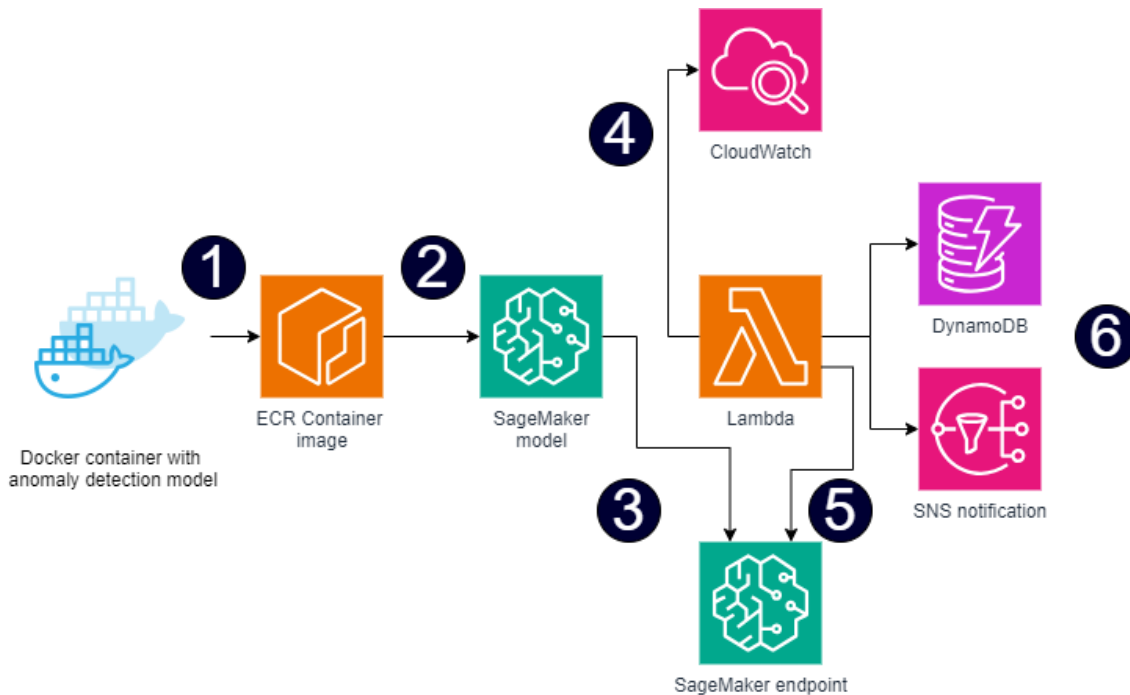 4
CloudWatch
1
2
DynamoDB
6
ECR Container
image
SageMaker
model
Lambda
Docker container with
anomaly detection model
3
5
SNS notification
SageMaker endpoint